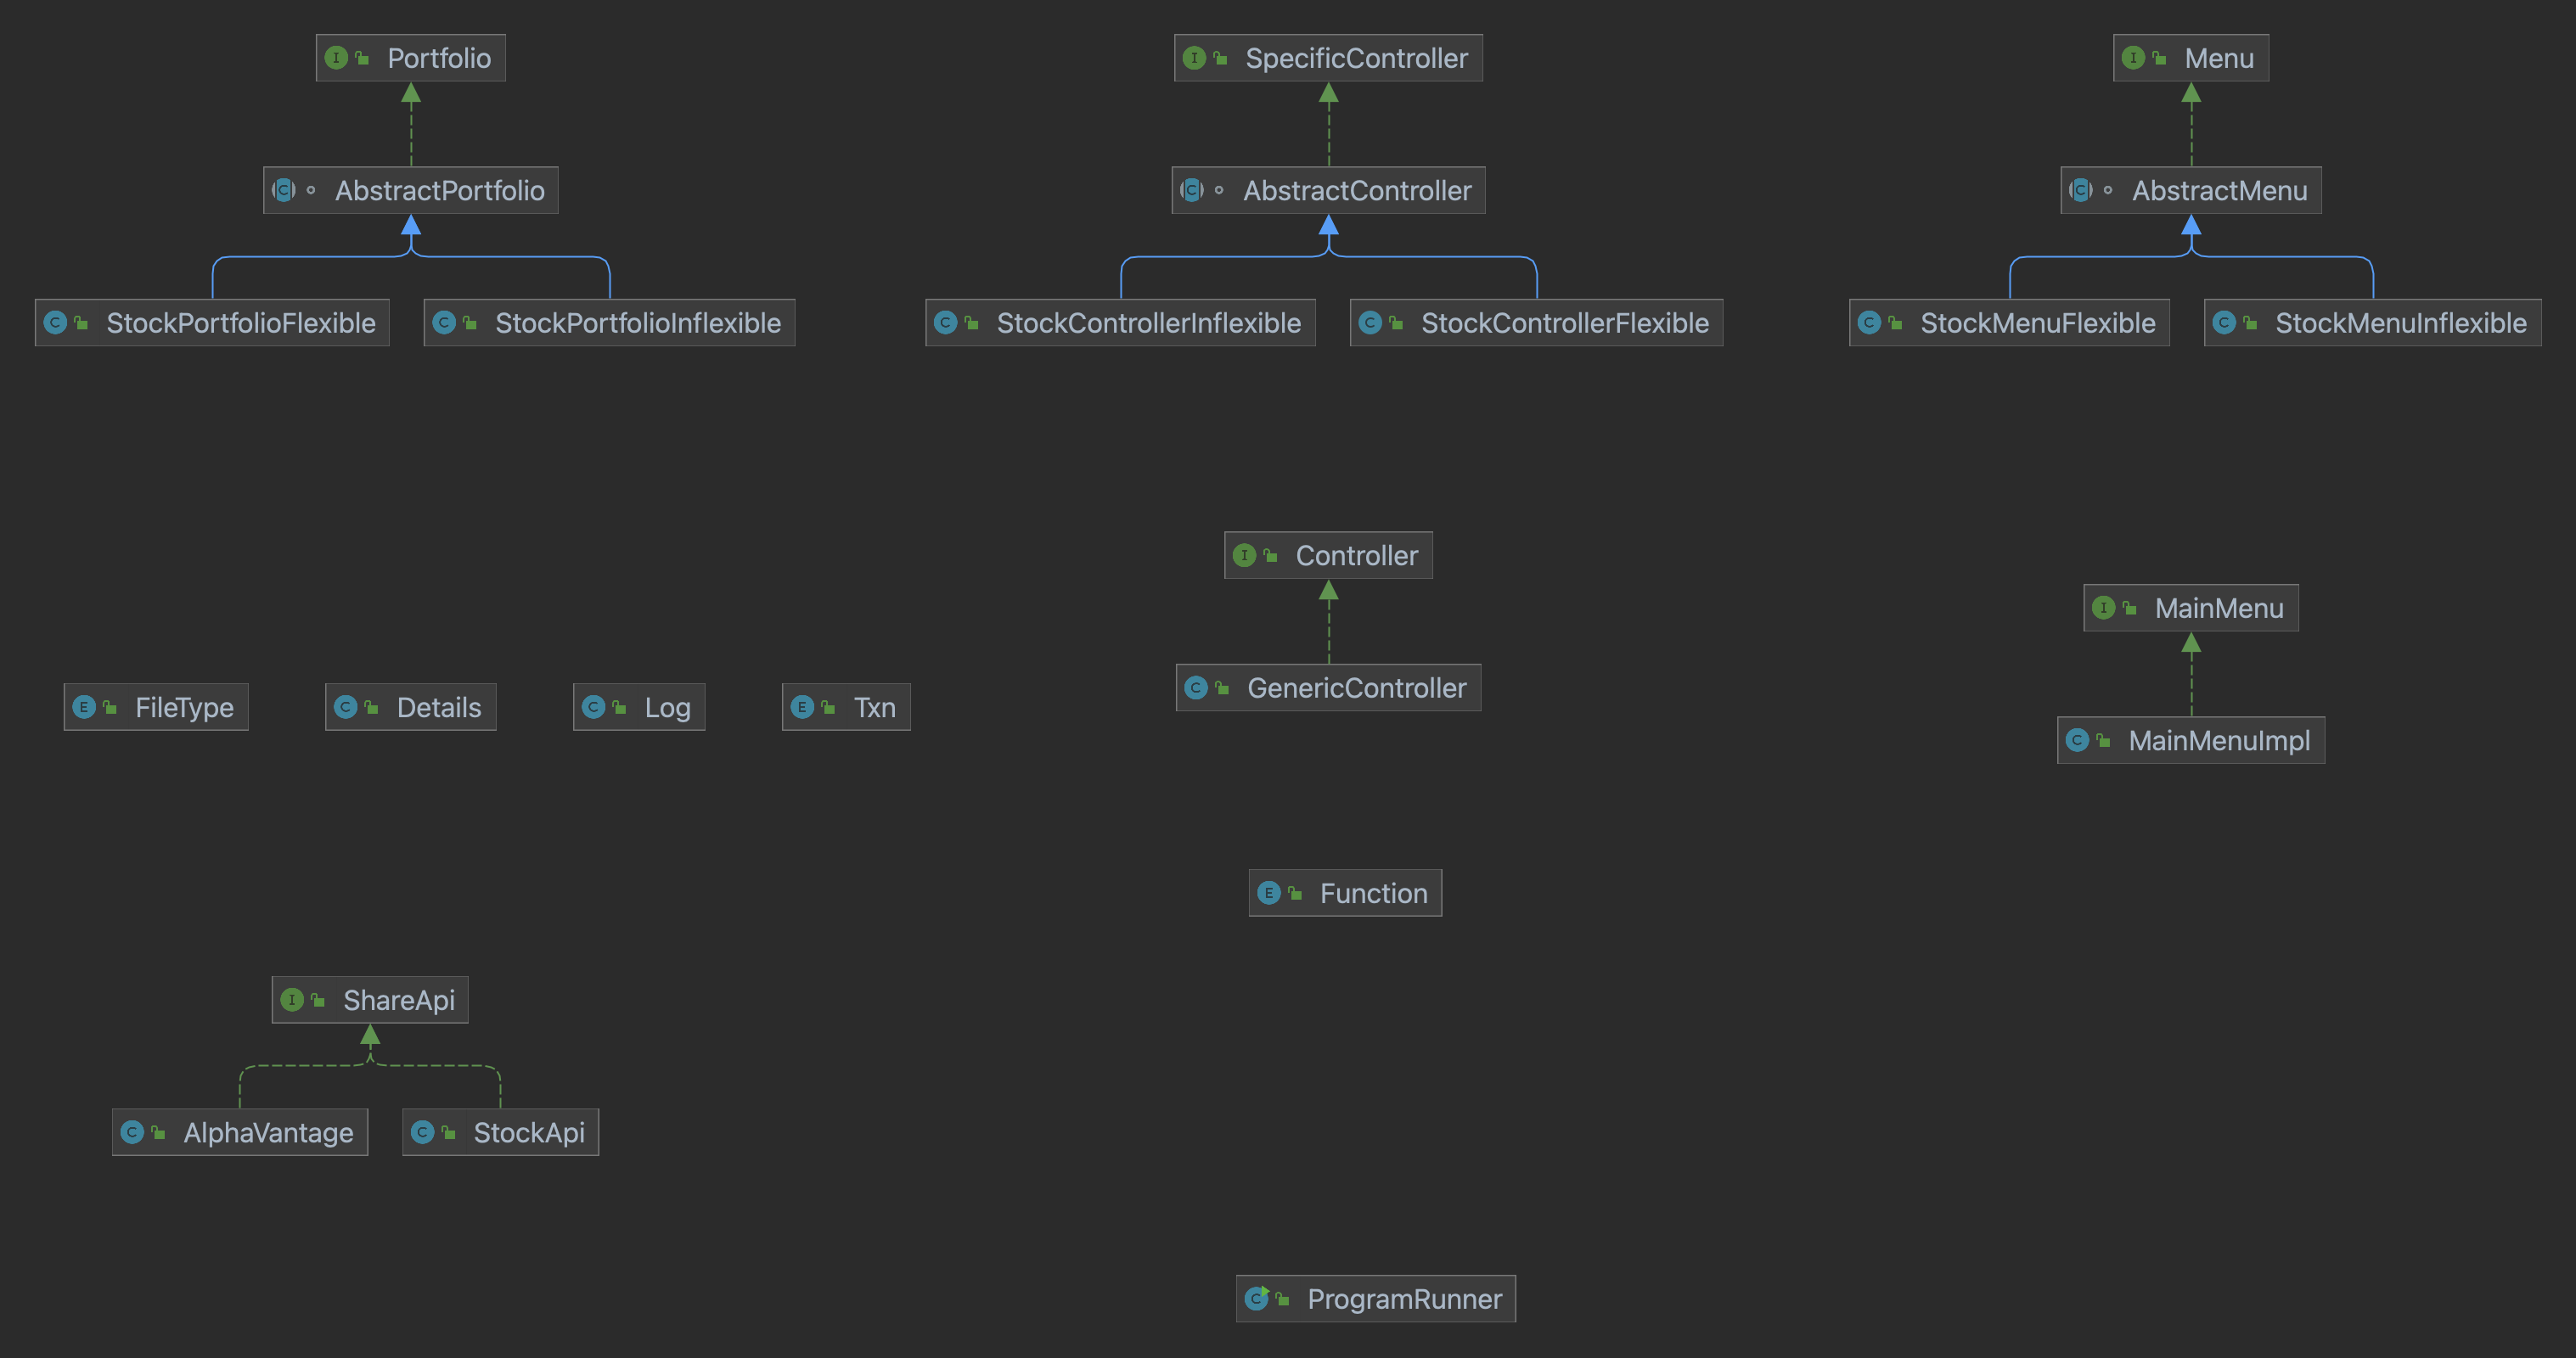 I Portfolio
I SpecificController
I Menu
C AbstractPortfolio
C AbstractController
C AbstractMenu
C StockPortfolioFlexible
C StockPortfolioInflexible
C StockControllerInflexible
C StockControllerFlexible
C StockMenuFlexible
C StockMenuInflexible
I Controller
I MainMenu
C GenericController
E FileType
C Details
C Log
E Txn
C MainMenuImpl
E Function
I ShareApi
C AlphaVantage
C StockApi
C ProgramRunner